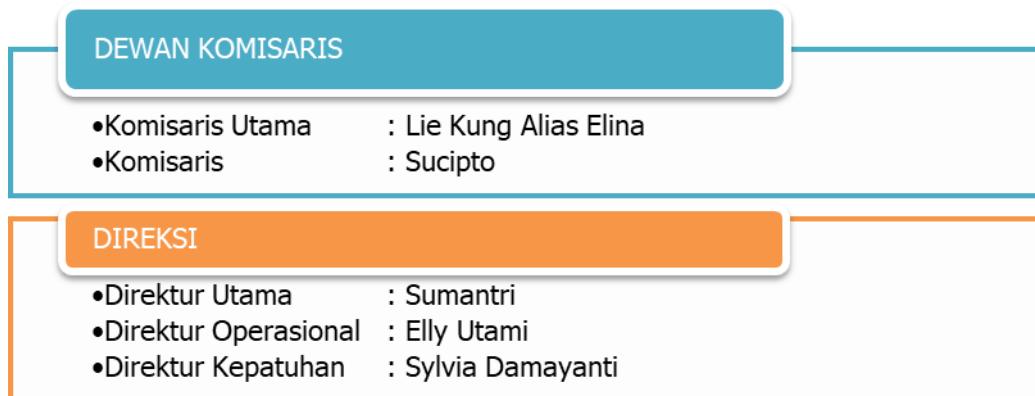 DEWAN KOMISARIS
•Komisaris Utama : Lie Kung Alias Elina
•Komisaris : Sucipto
DIREKSI
•Direktur Utama : Sumantri
•Direktur Operasional : Elly Utami
•Direktur Kepatuhan : Sylvia Damayanti